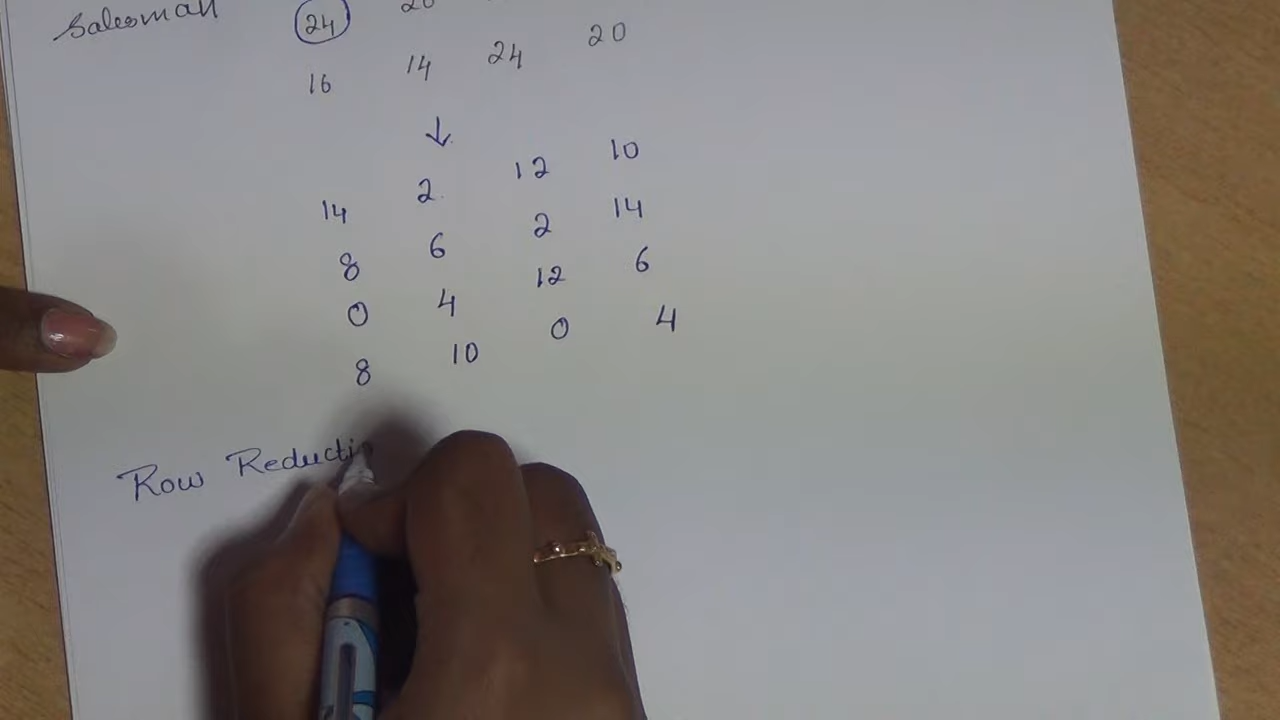 Salesman 24 20
16 14 24 20
↓
14 2 12 10
8 6 2 14
0 4 12 6
8 10 0 4
Row Reductio